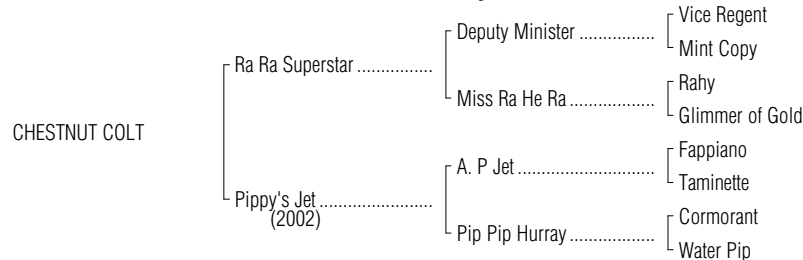 Vice Regent
Deputy Minister ................
Mint Copy
Ra Ra Superstar ................
Rahy
Miss Ra He Ra ..................
Glimmer of Gold
CHESTNUT COLT
Fappiano
A. P Jet .............................
Taminette
Pippy's Jet ........................
(2002)
Cormorant
Pip Pip Hurray ..................
Water Pip